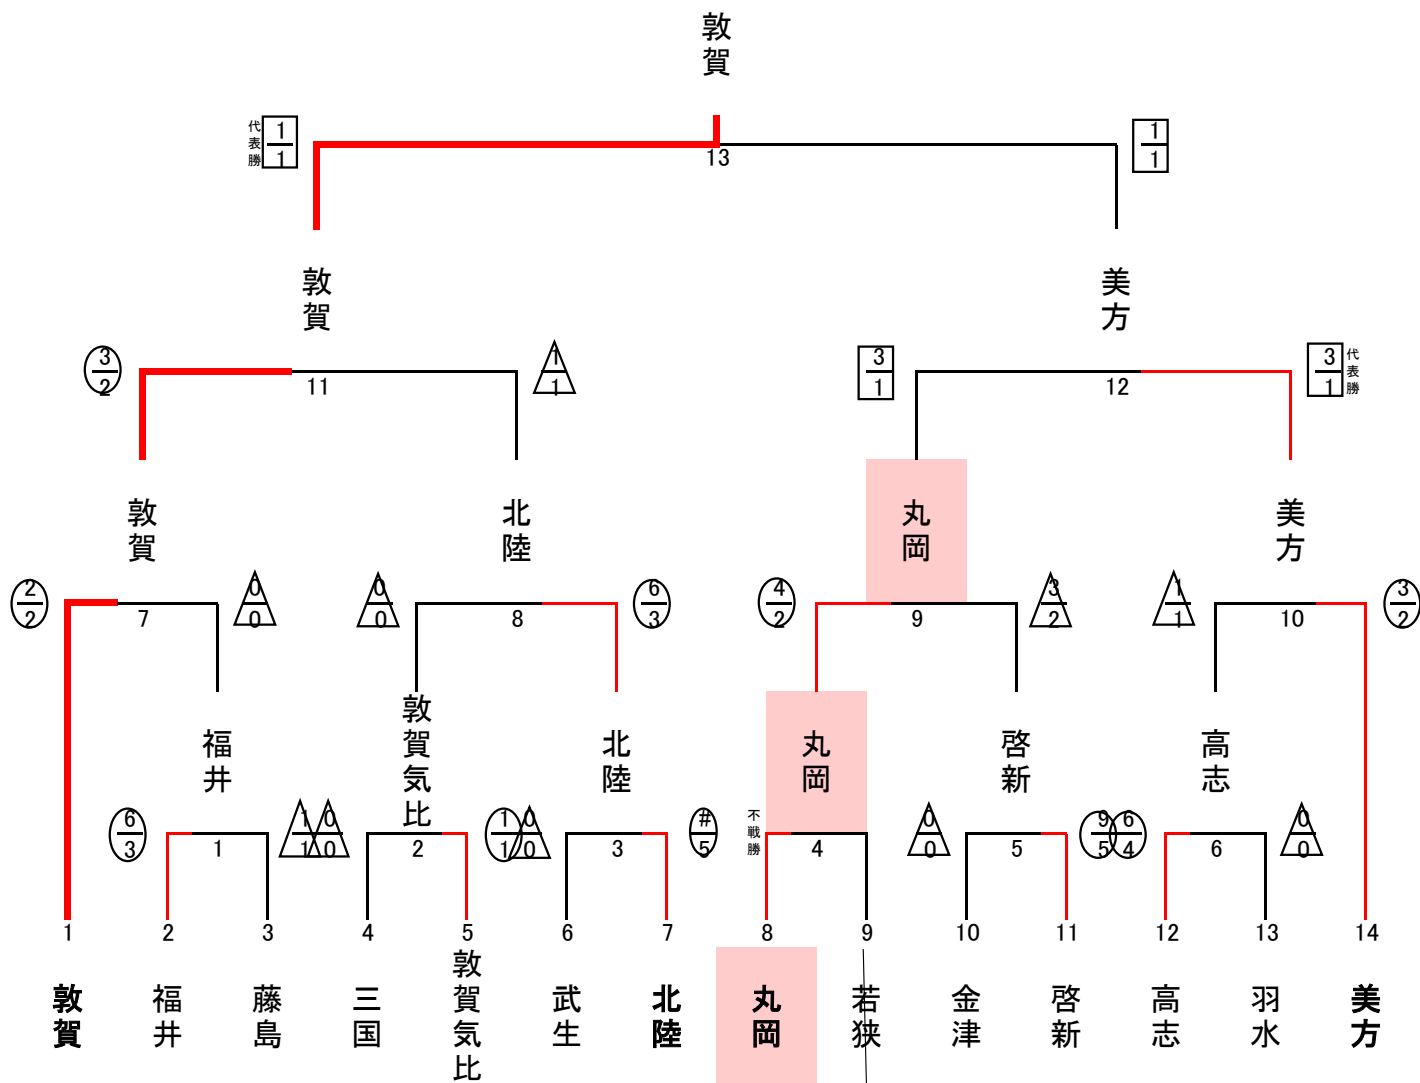 敦賀
代表勝
1
1
1
1
13
敦賀
美方
3
2
1
1
3
1
3
1
代表勝
11
12
敦賀
北陸
丸岡
美方
2
2
0
0
0
0
6
3
4
2
3
2
1
1
3
2
7
8
9
10
福井
敦賀気比
北陸
丸岡
啓新
高志
6
3
1
1
0
0
1
1
0
0
#
5
不戦勝
0
0
9
5
6
4
0
0
1
2
3
4
5
6
1 2 3 4 5 6 7 8 9 10 11 12 13 14
敦賀
福井
藤島
三国
敦賀気比
武生
北陸
丸岡
若狭
金津
啓新
高志
羽水
美方